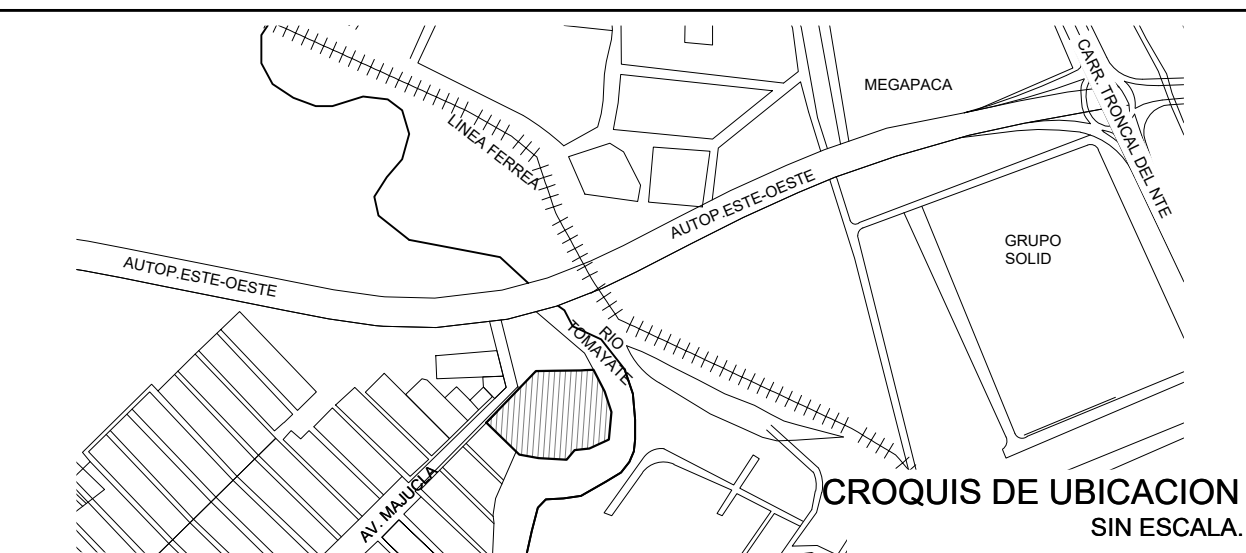 MEGAPACA
CARR. TRONCAL DEL NTE
LINEA FERREA
AUTOP.ESTE-OESTE
GRUPO
SOLID
AUTOP.ESTE-OESTE
RIO
TOMAYATE
AV. MAJUCLA
CROQUIS DE UBICACION
SIN ESCALA.